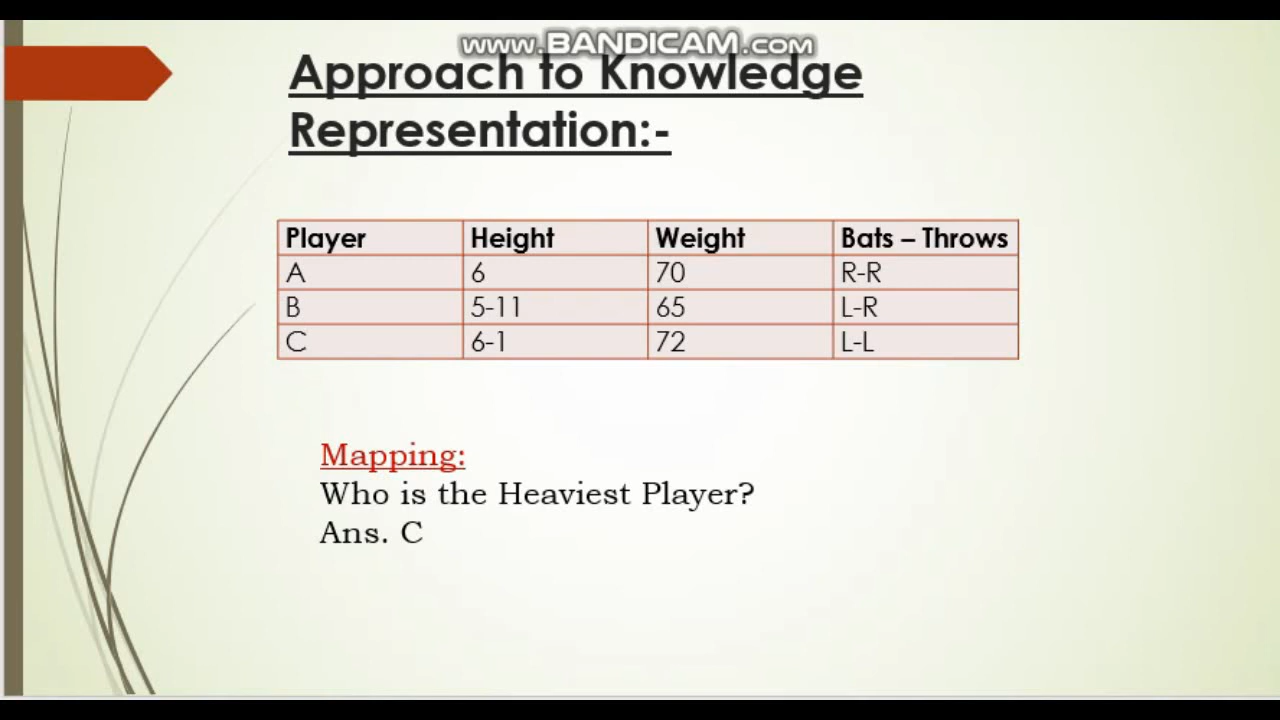 www.BANDICAM.com
Approach to Knowledge
Representation:-
Player Height Weight Bats – Throws
A 6 70 R-R
B 5-11 65 L-R
C 6-1 72 L-L
Mapping:
Who is the Heaviest Player?
Ans. C